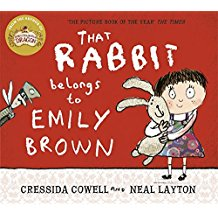 THE PICTURE BOOK OF THE YEAR THE TIMES
THAT
RABBIT
belongs to
EMILY
BROWN
DRAGON
CRESSIDA COWELL AND NEAL LAYTON